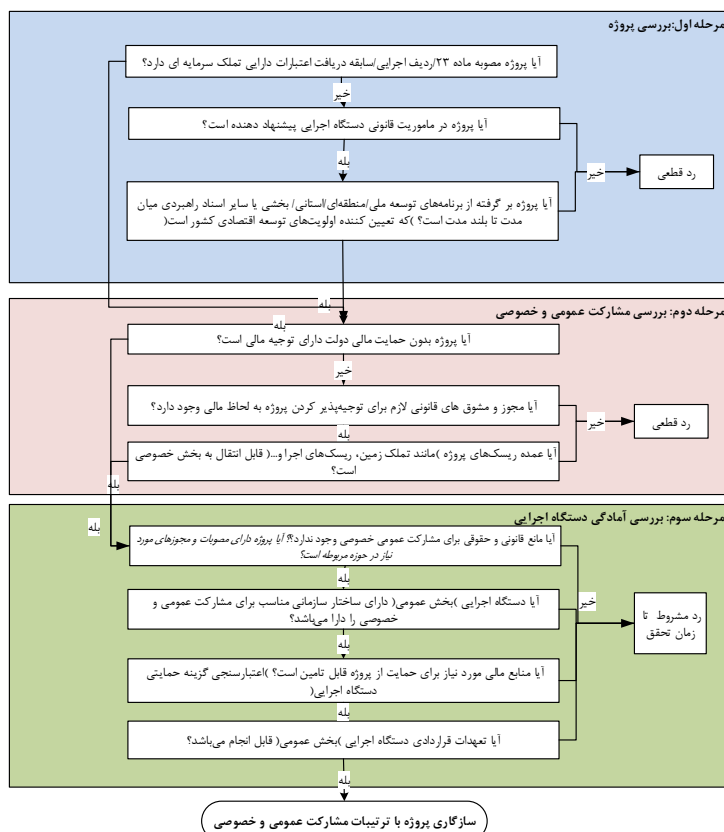 مرحله اول:بررسی پروژه
آیا پروژه مصوبه ماده ۲۳/ردیف اجرایی/سابقه دریافت اعتبارات دارایی تملک سرمایه ای دارد؟
خیر
آیا پروژه در ماموریت قانونی دستگاه اجرایی پیشنهاد دهنده است؟
بله
خیر
رد قطعی
آیا پروژه بر گرفته از برنامه‌های توسعه ملی/منطقه‌ای/استانی/ بخشی یا سایر اسناد راهبردی میان
مدت تا بلند مدت است؟ )که تعیین کننده اولویت‌های توسعه اقتصادی کشور است(
بله
مرحله دوم: بررسی مشارکت عمومی و خصوصی
بله
آیا پروژه بدون حمایت مالی دولت دارای توجیه مالی است؟
بله
خیر
آیا مجوز و مشوق های قانونی لازم برای توجیه‌پذیر کردن پروژه به لحاظ مالی وجود دارد؟
خیر
رد قطعی
بله
آیا عمده ریسک‌های پروژه )مانند تملک زمین، ریسک‌های اجرا و...( قابل انتقال به بخش خصوصی
است؟
بله
مرحله سوم: بررسی آمادگی دستگاه اجرایی
بله
آیا مانع قانونی و حقوقی برای مشارکت عمومی خصوصی وجود ندارد؟؟ آیا پروژه دارای مصوبات و مجوزهای مورد
نیاز در حوزه مربوطه است؟
بله
خیر
آیا دستگاه اجرایی )بخش عمومی( دارای ساختار سازمانی مناسب برای مشارکت عمومی و
خصوصی را دارا می‌باشد؟
رد مشروط تا
زمان تحقق
بله
آیا منابع مالی مورد نیاز برای حمایت از پروژه قابل تامین است؟ )اعتبارسنجی گزینه حمایتی
دستگاه اجرایی(
بله
آیا تعهدات قراردادی دستگاه اجرایی )بخش عمومی( قابل انجام می‌باشد؟
بله
سازگاری پروژه با ترتیبات مشارکت عمومی و خصوصی